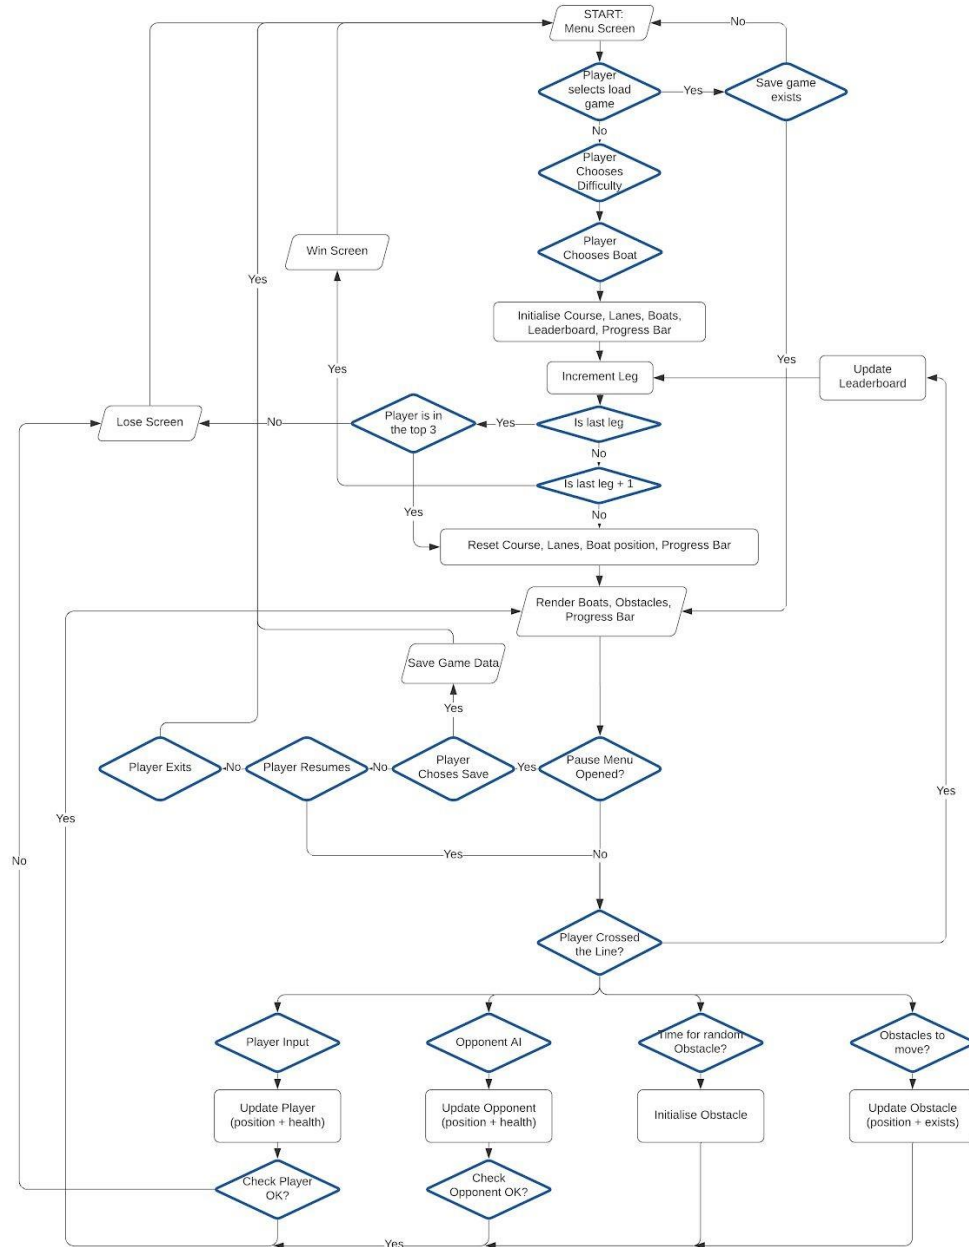 START:
Menu Screen
No
Player
selects load
game
Yes
Save game
exists
No
Player
Chooses
Difficulty
Win Screen
Player
Chooses Boat
Yes
Initialise Course, Lanes, Boats,
Leaderboard, Progress Bar
Yes
Yes
Increment Leg
Update
Leaderboard
Lose Screen
No
Player is in
the top 3
Yes
Is last leg
No
Is last leg + 1
Yes
No
Reset Course, Lanes, Boat position, Progress Bar
Render Boats, Obstacles,
Progress Bar
Save Game Data
Yes
Player Exits
No
Player Resumes
No
Player
Choses Save
Yes
Pause Menu
Opened?
Yes
Yes
No
Yes
No
Player Crossed
the Line?
Player Input
Opponent AI
Time for random
Obstacle?
Obstacles to
move?
Update Player
(position + health)
Update Opponent
(position + health)
Initialise Obstacle
Update Obstacle
(position + exists)
Check Player
OK?
Check
Opponent OK?
Yes